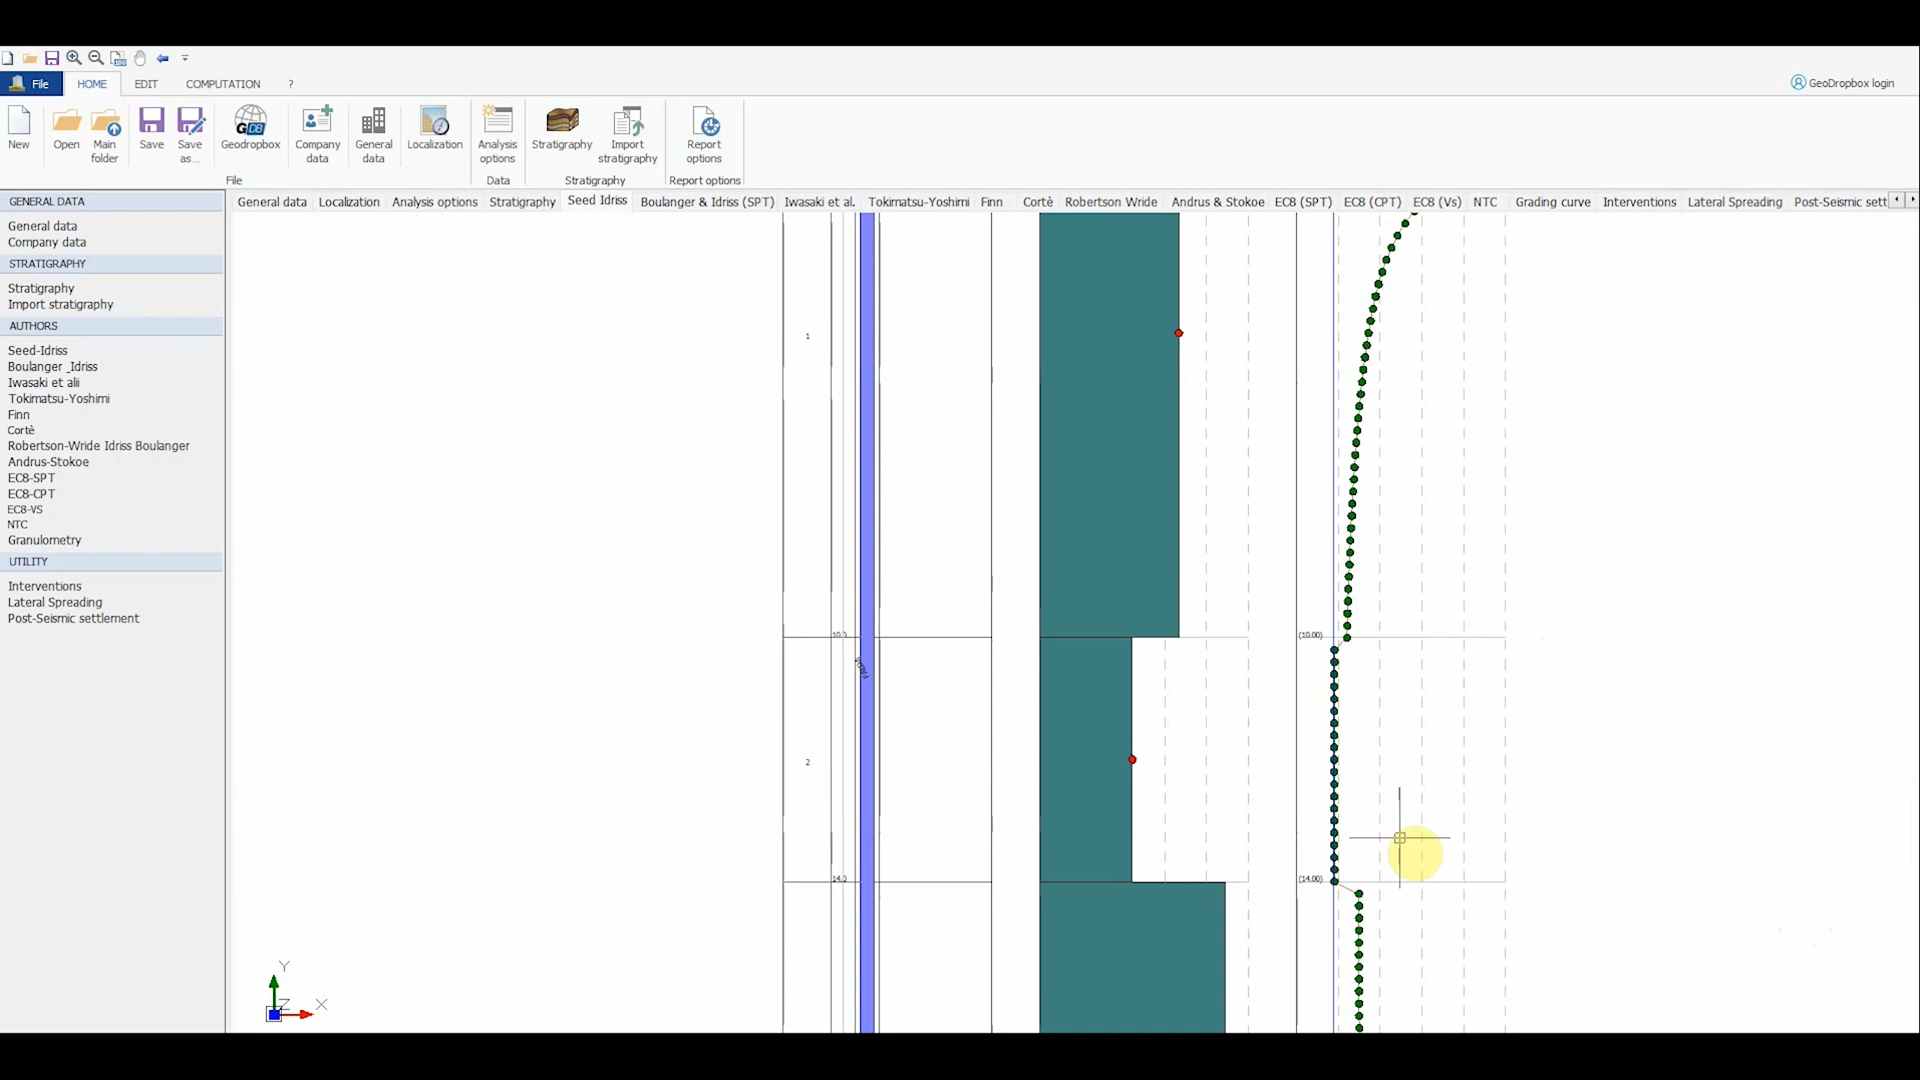 File
HOME
EDIT
COMPUTATION
?
GeoDropbox login
New
Open
Main
folder
Save
Save
as...
Geodropbox
Company
data
General
data
Localization
Analysis
options
Stratigraphy
Import
stratigraphy
Report
options
File
Data
Stratigraphy
Report options
GENERAL DATA
General data
Company data
STRATIGRAPHY
Stratigraphy
Import stratigraphy
AUTHORS
Seed-Idriss
Boulanger _Idriss
Iwasaki et alii
Tokimatsu-Yoshimi
Finn
Cortè
Robertson-Wride Idriss Boulanger
Andrus-Stokoe
EC8-SPT
EC8-CPT
EC8-VS
NTC
Granulometry
UTILITY
Interventions
Lateral Spreading
Post-Seismic settlement
General data
Localization
Analysis options
Stratigraphy
Seed Idriss
Boulanger & Idriss (SPT)
Iwasaki et al.
Tokimatsu-Yoshimi
Finn
Cortè
Robertson Wride
Andrus & Stokoe
EC8 (SPT)
EC8 (CPT)
EC8 (Vs)
NTC
Grading curve
Interventions
Lateral Spreading
Post-Seismic sett
1
10.0
(10.00)
2
14.0
(14.00)
Y
Z
X